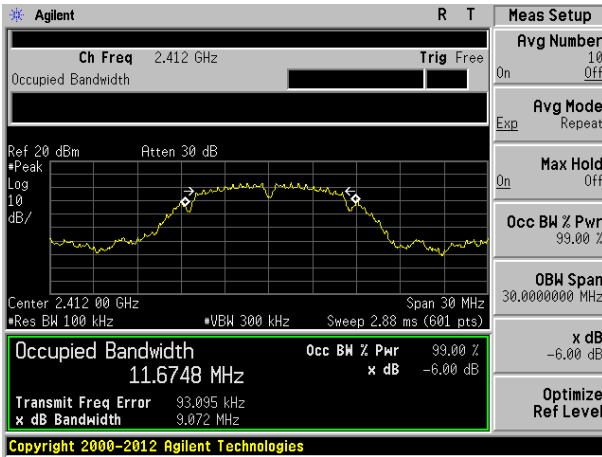 Agilent R T Meas Setup
Avg Number
10
On Off
Ch Freq 2.412 GHz Trig Free
Occupied Bandwidth
Avg Mode
Exp Repeat
Ref 20 dBm Atten 30 dB
#Peak
Log
10
dB/
Max Hold
On Off
Occ BW % Pwr
99.00 %
OBW Span
30.0000000 MHz
Center 2.412 00 GHz Span 30 MHz
#Res BW 100 kHz #VBW 300 kHz Sweep 2.88 ms (601 pts)
x dB
-6.00 dB
Occupied Bandwidth Occ BW % Pwr 99.00 %
11.6748 MHz x dB -6.00 dB
Optimize
Ref Level
Transmit Freq Error 93.095 kHz
x dB Bandwidth 9.072 MHz
Copyright 2000-2012 Agilent Technologies